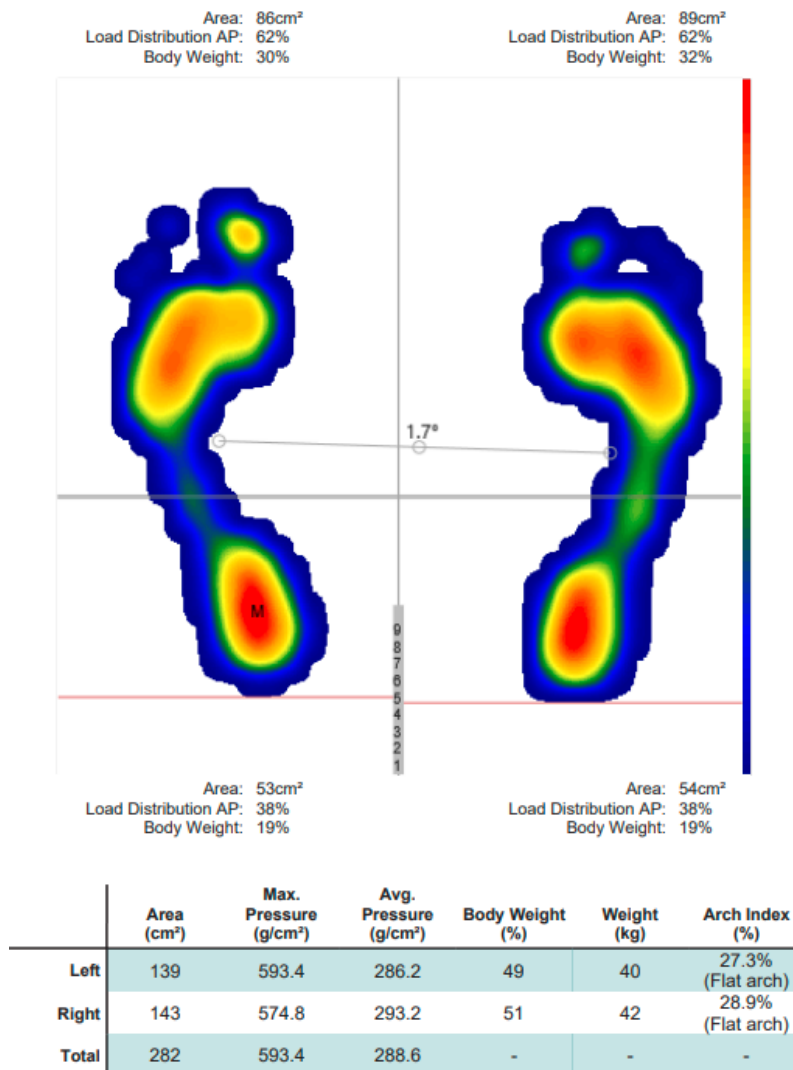 Area: 86cm² Area: 89cm²
Load Distribution AP: 62% Load Distribution AP: 62%
Body Weight: 30% Body Weight: 32%
1.7°
M
9
8
7
6
5
4
3
2
1
Area: 53cm² Area: 54cm²
Load Distribution AP: 38% Load Distribution AP: 38%
Body Weight: 19% Body Weight: 19%
Area (cm²) Max. Pressure (g/cm²) Avg. Pressure (g/cm²) Body Weight (%) Weight (kg) Arch Index (%)
Left 139 593.4 286.2 49 40 27.3% (Flat arch)
Right 143 574.8 293.2 51 42 28.9% (Flat arch)
Total 282 593.4 288.6 - - -